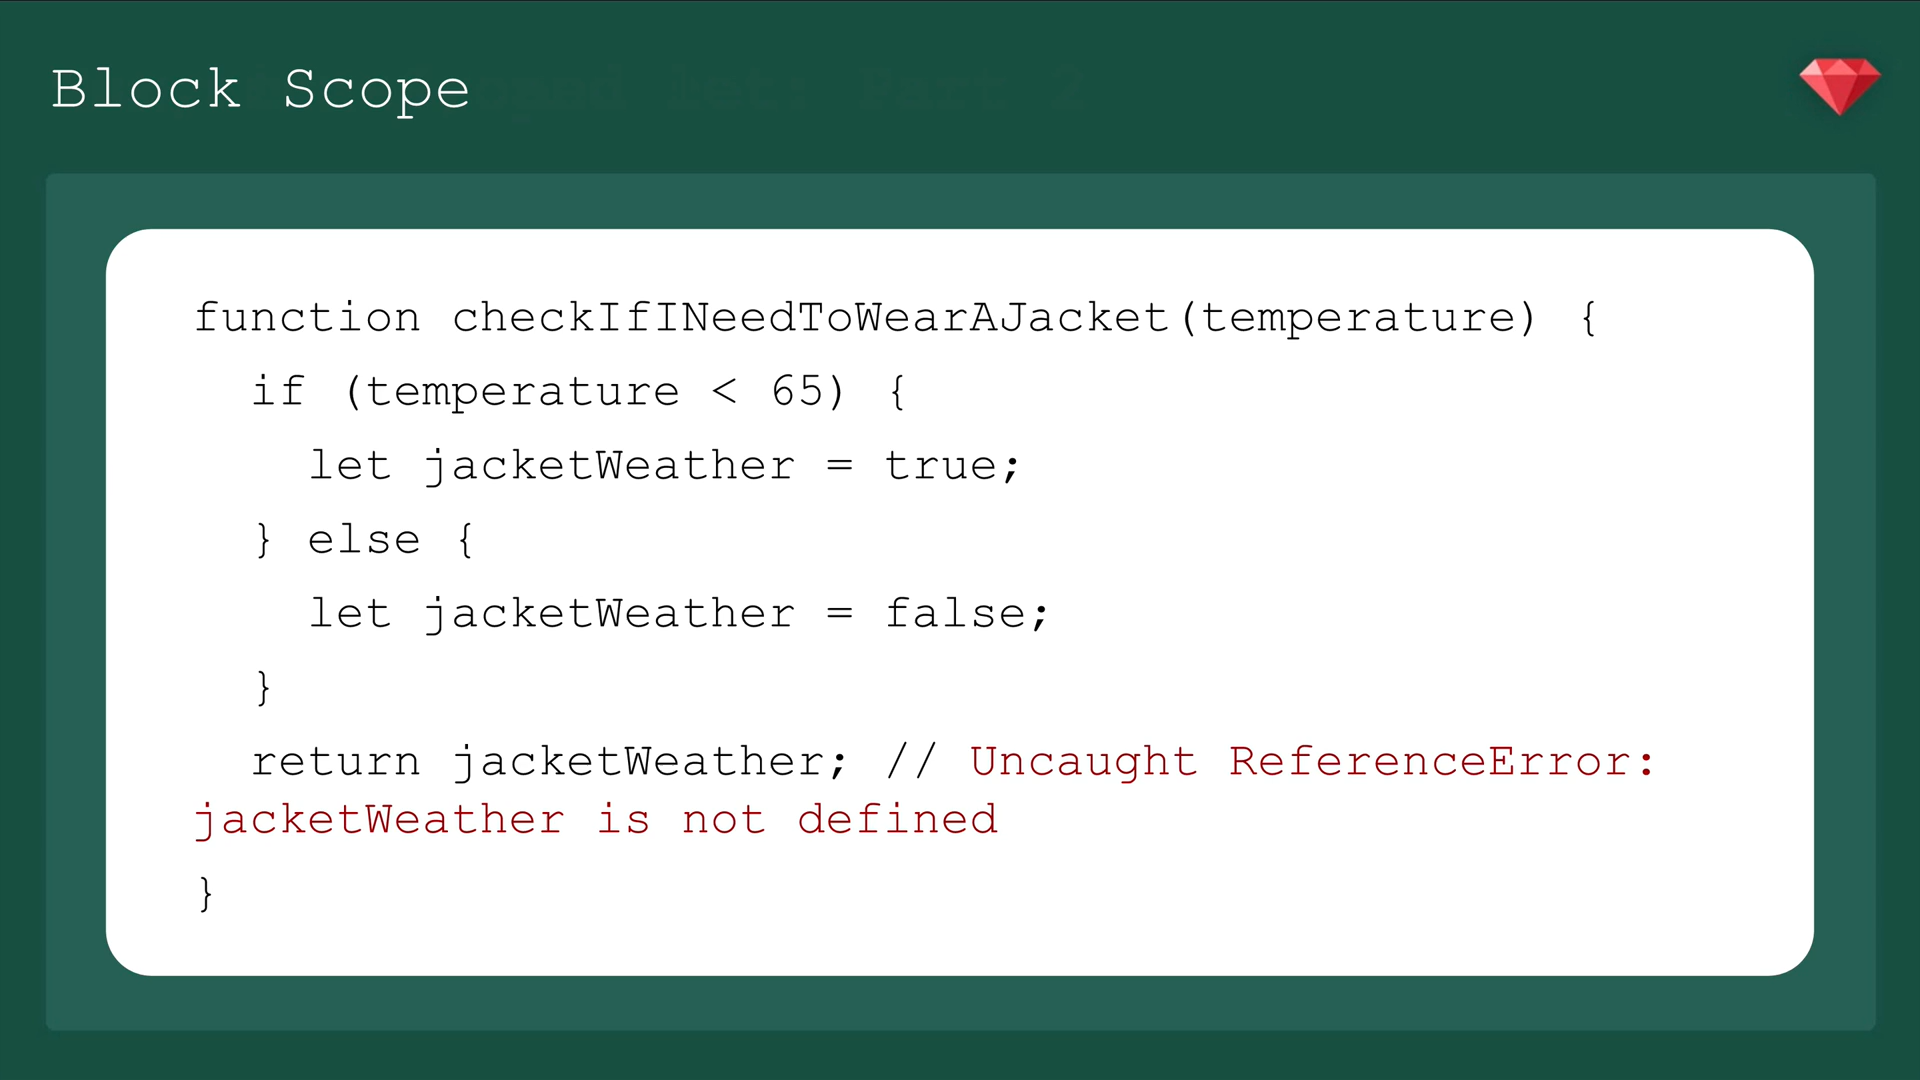 Block Scope
function checkIfINeedToWearAJacket(temperature) {
if (temperature < 65) {
let jacketWeather = true;
} else {
let jacketWeather = false;
}
return jacketWeather; // Uncaught ReferenceError:
jacketWeather is not defined
}